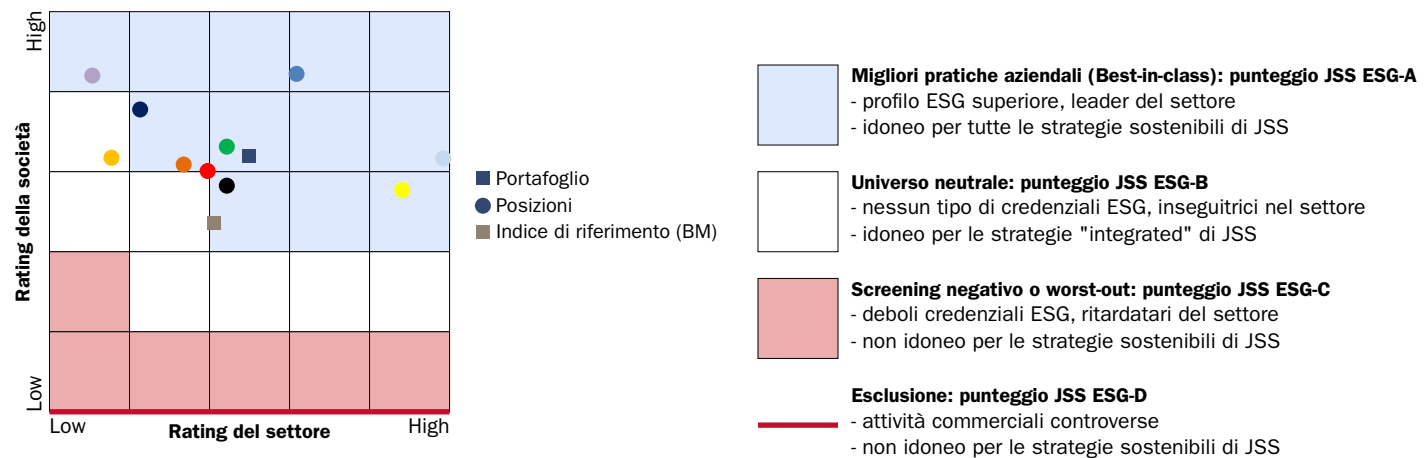 High
Rating della società
Low
Low
Rating del settore
High
Portafoglio
Posizioni
Indice di riferimento (BM)
Migliori pratiche aziendali (Best-in-class): punteggio JSS ESG-A
- profilo ESG superiore, leader del settore
- idoneo per tutte le strategie sostenibili di JSS
Universo neutrale: punteggio JSS ESG-B
- nessun tipo di credenziali ESG, inseguitrici nel settore
- idoneo per le strategie "integrated" di JSS
Screening negativo o worst-out: punteggio JSS ESG-C
- deboli credenziali ESG, ritardatari del settore
- non idoneo per le strategie sostenibili di JSS
Esclusione: punteggio JSS ESG-D
- attività commerciali controverse
- non idoneo per le strategie sostenibili di JSS